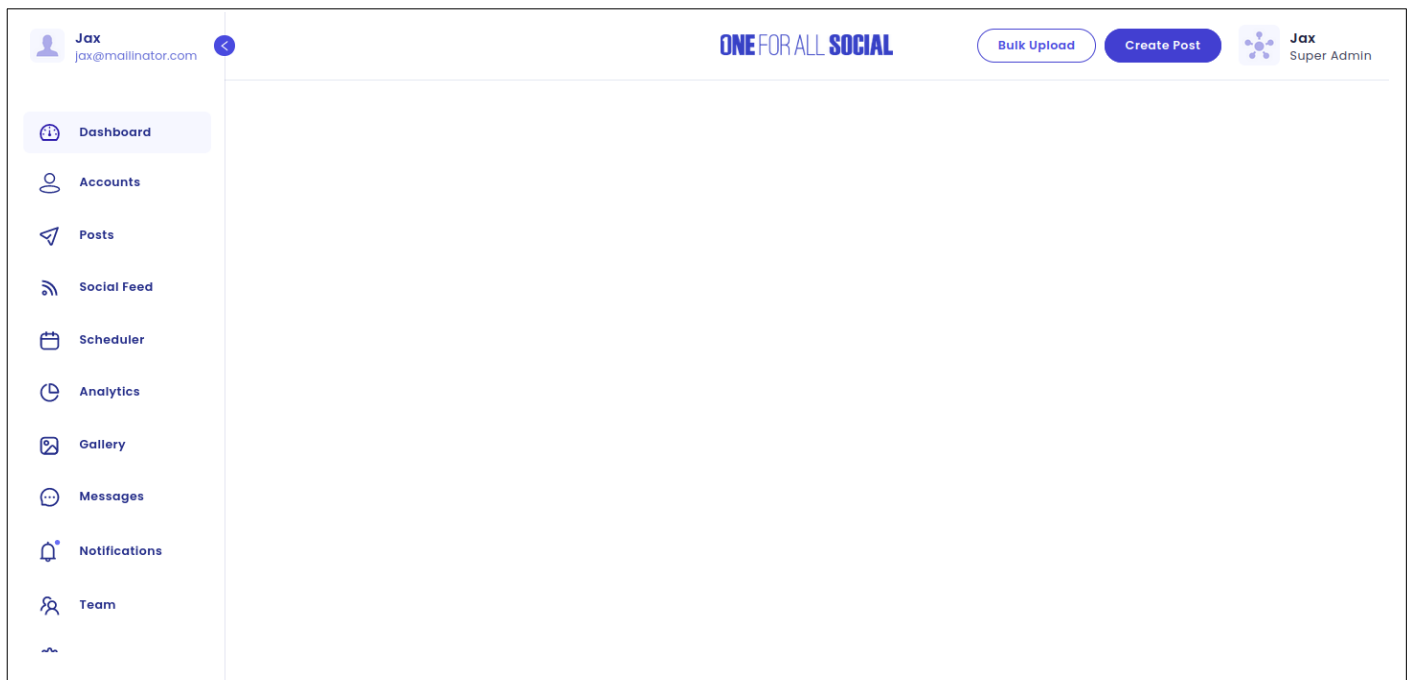 Jax
jax@mailinator.com
ONE FOR ALL SOCIAL
Bulk Upload
Create Post
Jax
Super Admin
Dashboard
Accounts
Posts
Social Feed
Scheduler
Analytics
Gallery
Messages
Notifications
Team